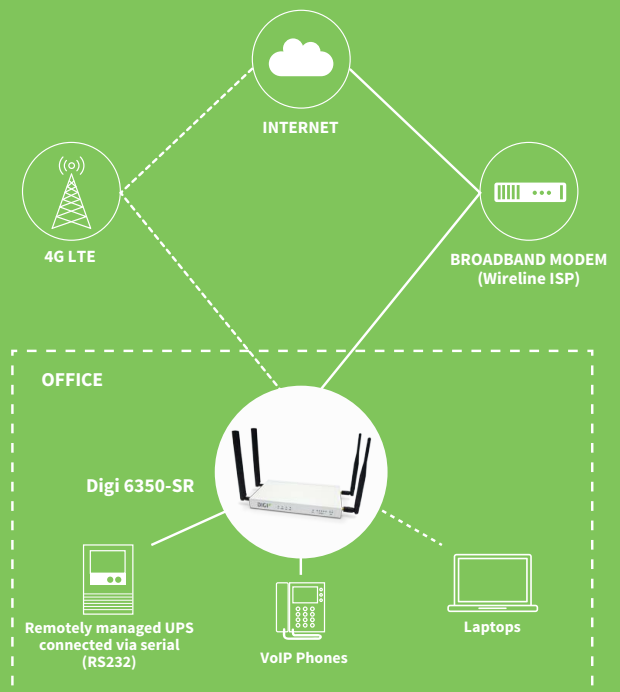 INTERNET
4G LTE
BROADBAND MODEM
(Wireline ISP)
OFFICE
Digi 6350-SR
DIGI
Remotely managed UPS
connected via serial
(RS232)
VoIP Phones
Laptops